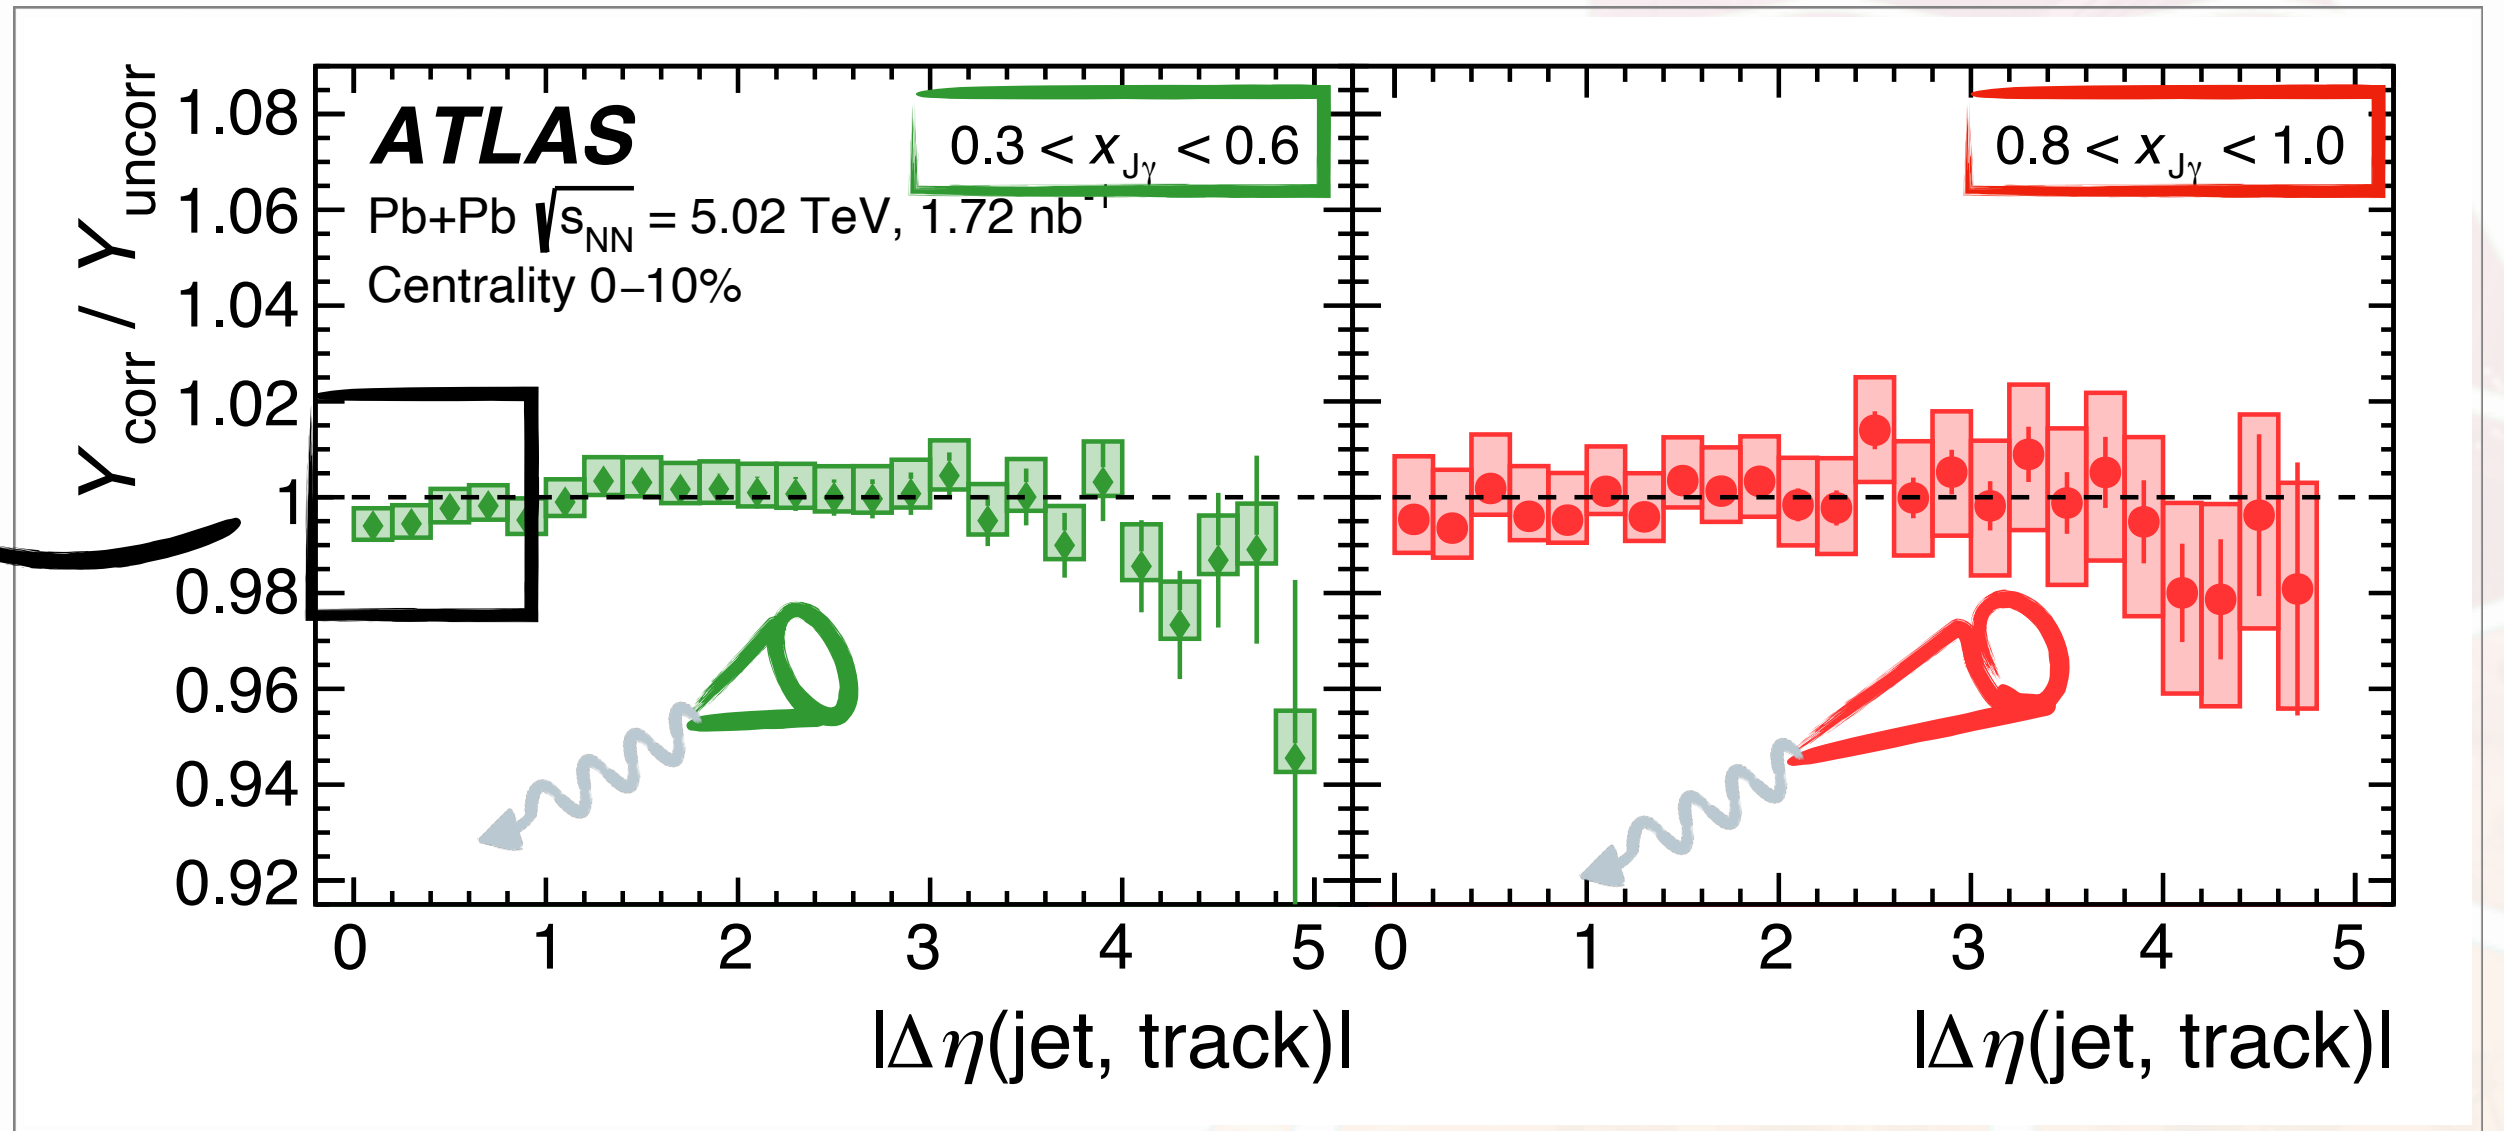 Y corr / Y uncorr
1.08
1.06
1.04
1.02
1
0.98
0.96
0.94
0.92
ATLAS
Pb+Pb √sNN = 5.02 TeV, 1.72 nb-1
Centrality 0–10%
0.3 < xJγ < 0.6
0 1 2 3 4 5
|Δη(jet, track)|
0.8 < xJγ < 1.0
0 1 2 3 4 5
|Δη(jet, track)|